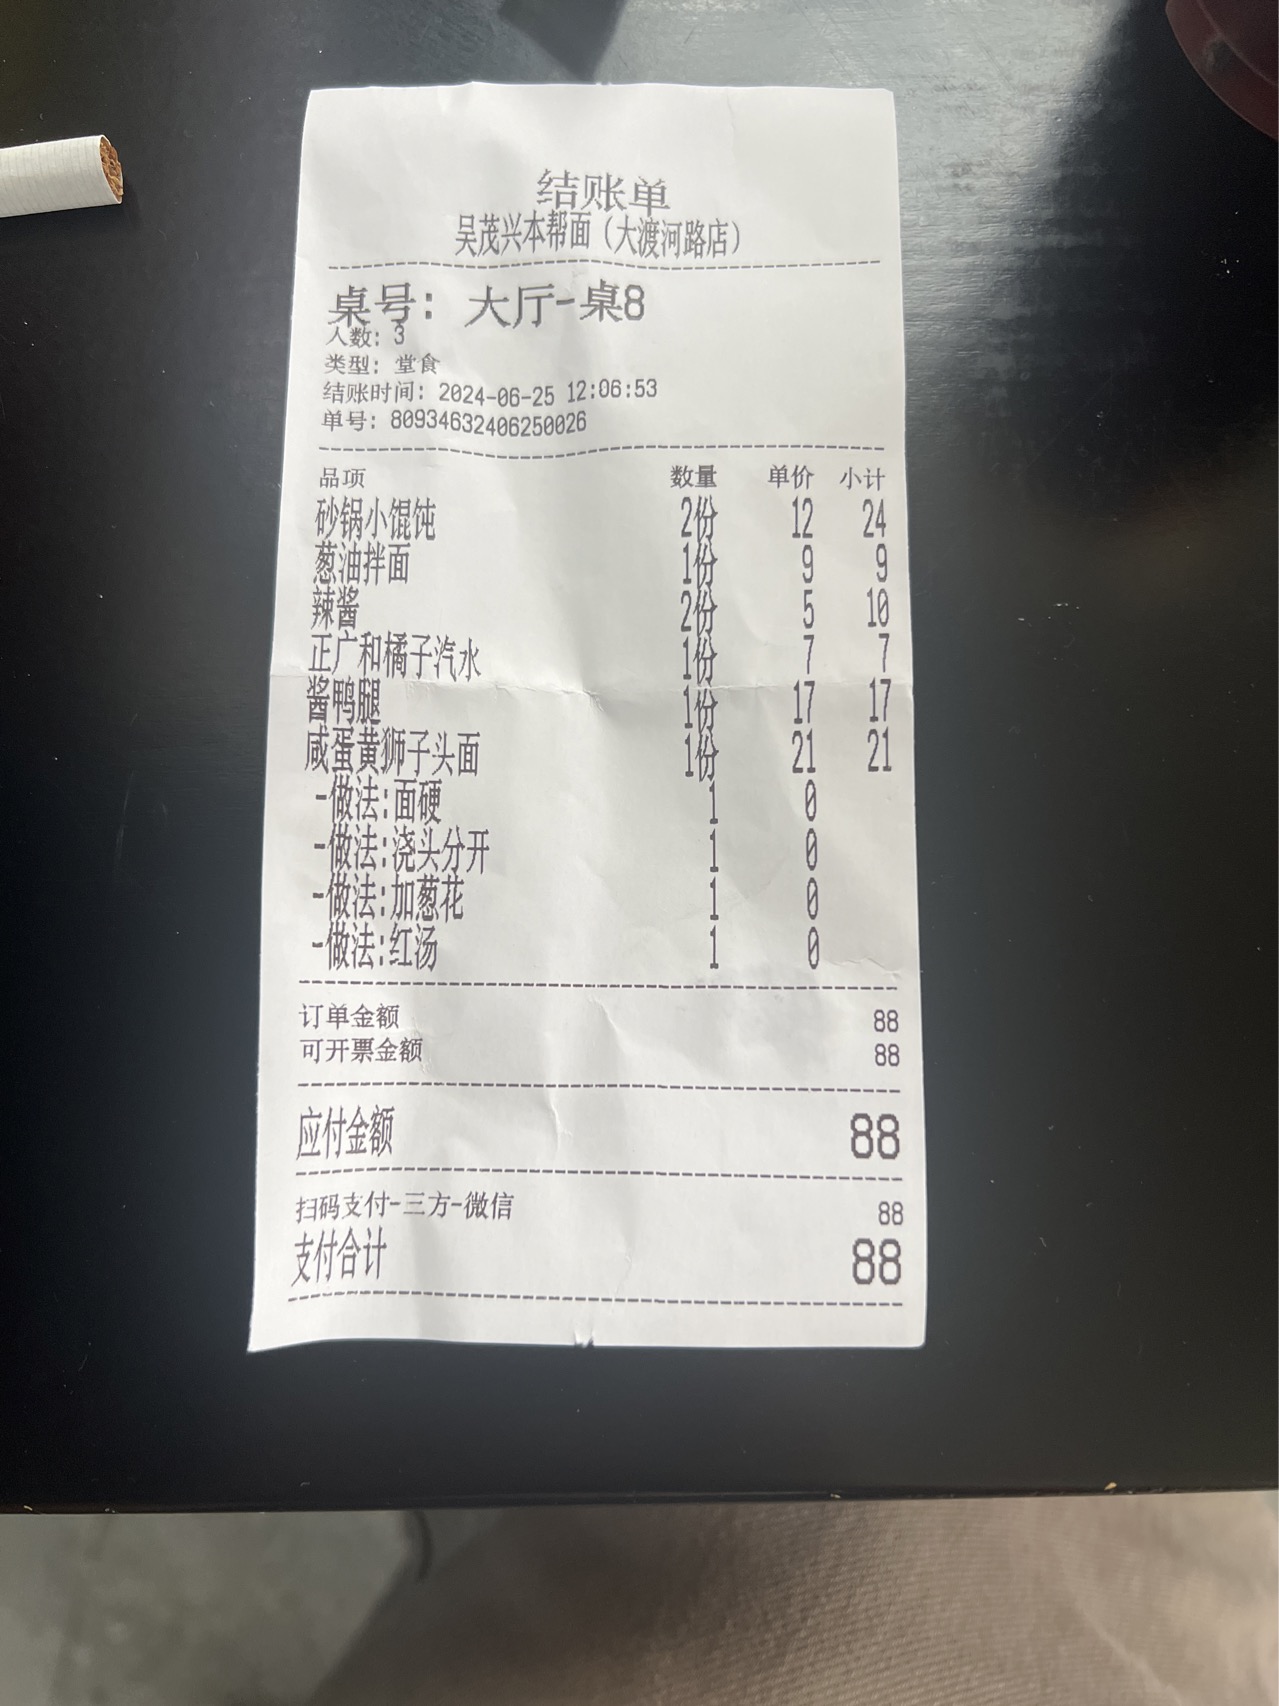 结账单
吴茂兴本帮面（大渡河路店）
桌号: 大厅-桌8
人数: 3
类型: 堂食
结账时间: 2024-06-25 12:06:53
单号: 80934632406250026
品项 数量 单价 小计
砂锅小馄饨 2份 12 24
葱油拌面 1份 9 9
辣酱 2份 5 10
正广和橘子汽水 1份 7 7
酱鸭腿 1份 17 17
咸蛋黄狮子头面 1份 21 21
-做法:面硬 1 0
-做法:浇头分开 1 0
-做法:加葱花 1 0
-做法:红汤 1 0
订单金额 88
可开票金额 88
应付金额 88
扫码支付-三方-微信 88
支付合计 88